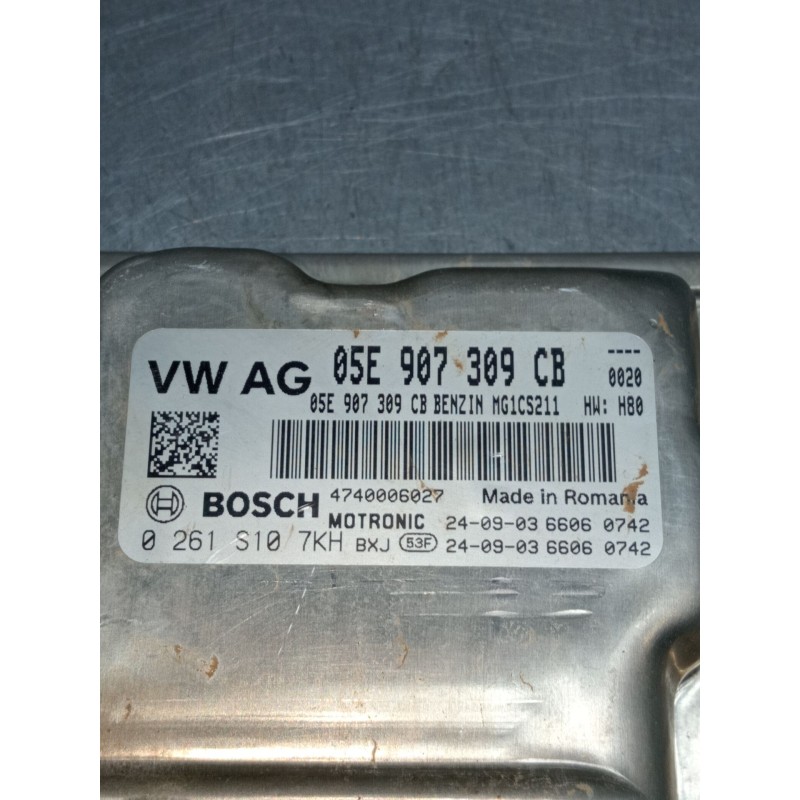 VW AG 05E 907 309 CB ----
0020
05E 907 309 CB BENZIN MG1CS211 HW: H80
BOSCH 4740006027 Made in Romania
MOTRONIC 24-09-03 6606 0742
0 261 S10 7KH BXJ 53F 24-09-03 6606 0742